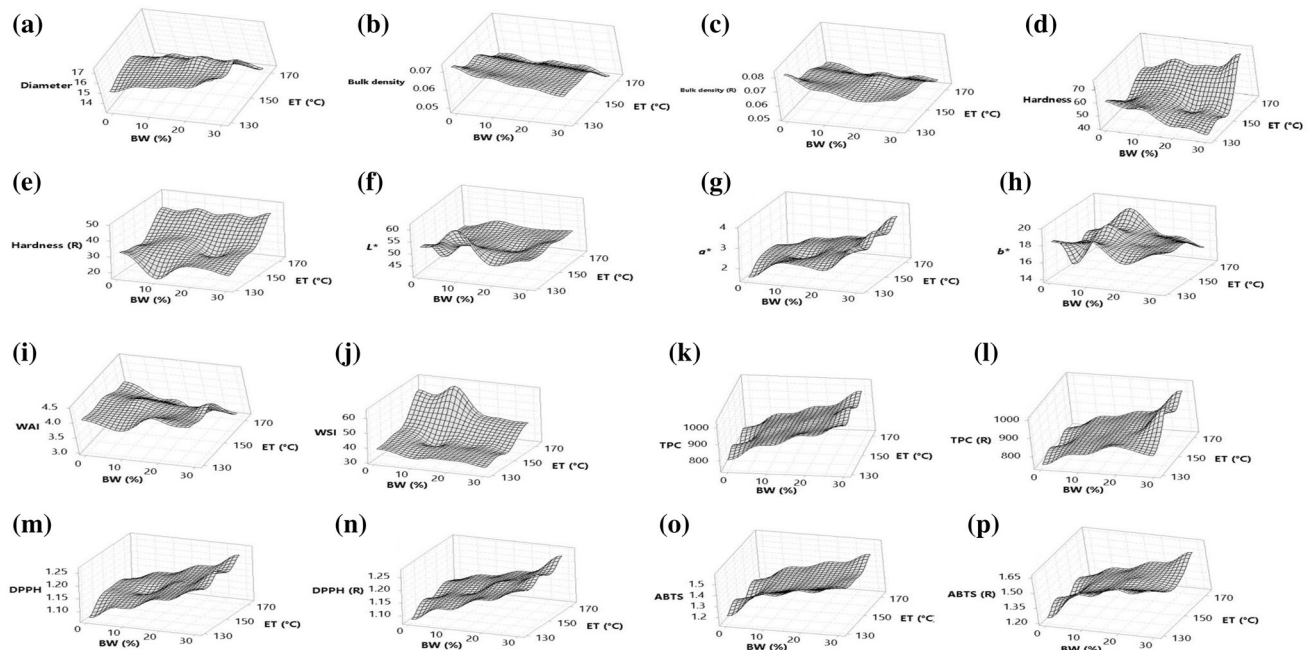 (a)
17
16
Diameter
15
14
0
10
20
30
BW (%)
130
150
170
ET (°C)
(b)
0.07
Bulk density
0.06
0.05
0
10
20
30
BW (%)
130
150
170
ET (°C)
(c)
0.08
0.07
Bulk density (R)
0.06
0.05
0
10
20
30
BW (%)
130
150
170
ET (°C)
(d)
70
60
Hardness
50
40
0
10
20
30
BW (%)
130
150
170
ET (°C)
(e)
50
40
Hardness (R)
30
20
0
10
20
30
BW (%)
130
150
170
ET (°C)
(f)
60
55
L*
50
45
0
10
20
30
BW (%)
130
150
170
ET (°C)
(g)
4
3
a*
2
0
10
20
30
BW (%)
130
150
170
ET (°C)
(h)
20
18
b*
16
14
0
10
20
30
BW (%)
130
150
170
ET (°C)
(i)
4.5
4.0
WAI
3.5
3.0
0
10
20
30
BW (%)
130
150
170
ET (°C)
(j)
60
50
WSI
40
30
0
10
20
30
BW (%)
130
150
170
ET (°C)
(k)
1000
TPC
900
800
0
10
20
30
BW (%)
130
150
170
ET (°C)
(l)
1000
TPC (R)
900
800
0
10
20
30
BW (%)
130
150
170
ET (°C)
(m)
1.25
1.20
DPPH
1.15
1.10
0
10
20
30
BW (%)
130
150
170
ET (°C)
(n)
1.25
1.20
DPPH (R)
1.15
1.10
0
10
20
30
BW (%)
130
150
170
ET (°C)
(o)
1.5
1.4
ABTS
1.3
1.2
0
10
20
30
BW (%)
130
150
170
ET (°C)
(p)
1.65
1.50
ABTS (R)
1.35
1.20
0
10
20
30
BW (%)
130
150
170
ET (°C)